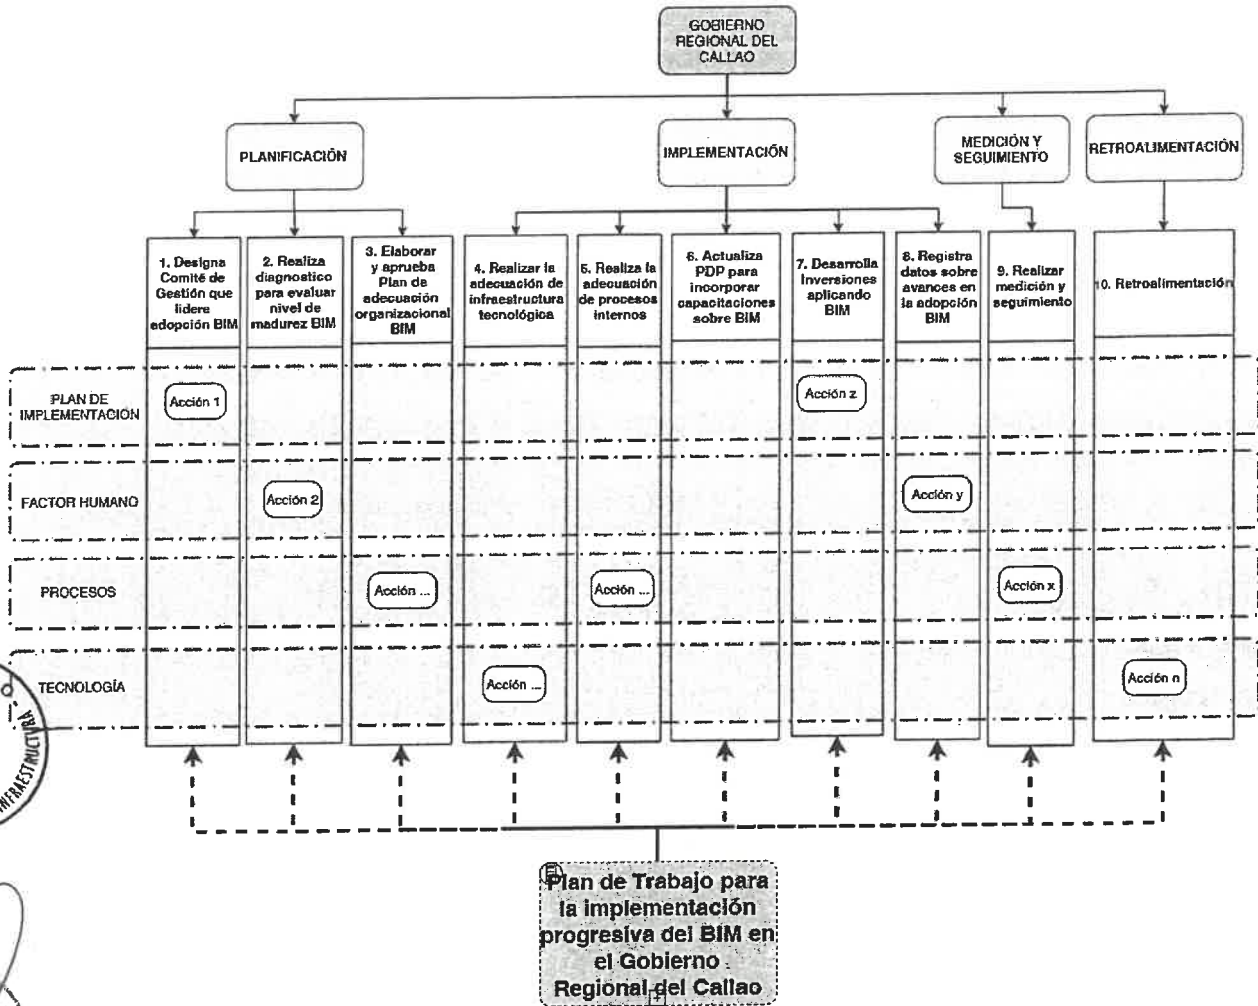 GOBIERNO
REGIONAL DEL
CALLAO
PLANIFICACIÓN
IMPLEMENTACIÓN
MEDICIÓN Y
SEGUIMIENTO
RETROALIMENTACIÓN
1. Designa
Comité de
Gestión que
lidere
adopción BIM
2. Realiza
diagnostico
para evaluar
nivel de
madurez BIM
3. Elaborar
y aprueba
Plan de
adecuación
organizacional
BIM
4. Realizar la
adecuación de
infraestructura
tecnológica
5. Realiza la
adecuación
de procesos
internos
6. Actualiza
PDP para
incorporar
capacitaciones
sobre BIM
7. Desarrolla
Inversiones
aplicando
BIM
8. Registra
datos sobre
avances en
la adopción
BIM
9. Realizar
medición y
seguimiento
10. Retroalimentación
PLAN DE
IMPLEMENTACIÓN
Acción 1
Acción z
FACTOR HUMANO
Acción 2
Acción y
PROCESOS
Acción ...
Acción ...
Acción x
TECNOLOGÍA
Acción ...
Acción n
INFRAESTRUCTURA
Plan de Trabajo para
la implementación
progresiva del BIM en
el Gobierno
Regional del Callao